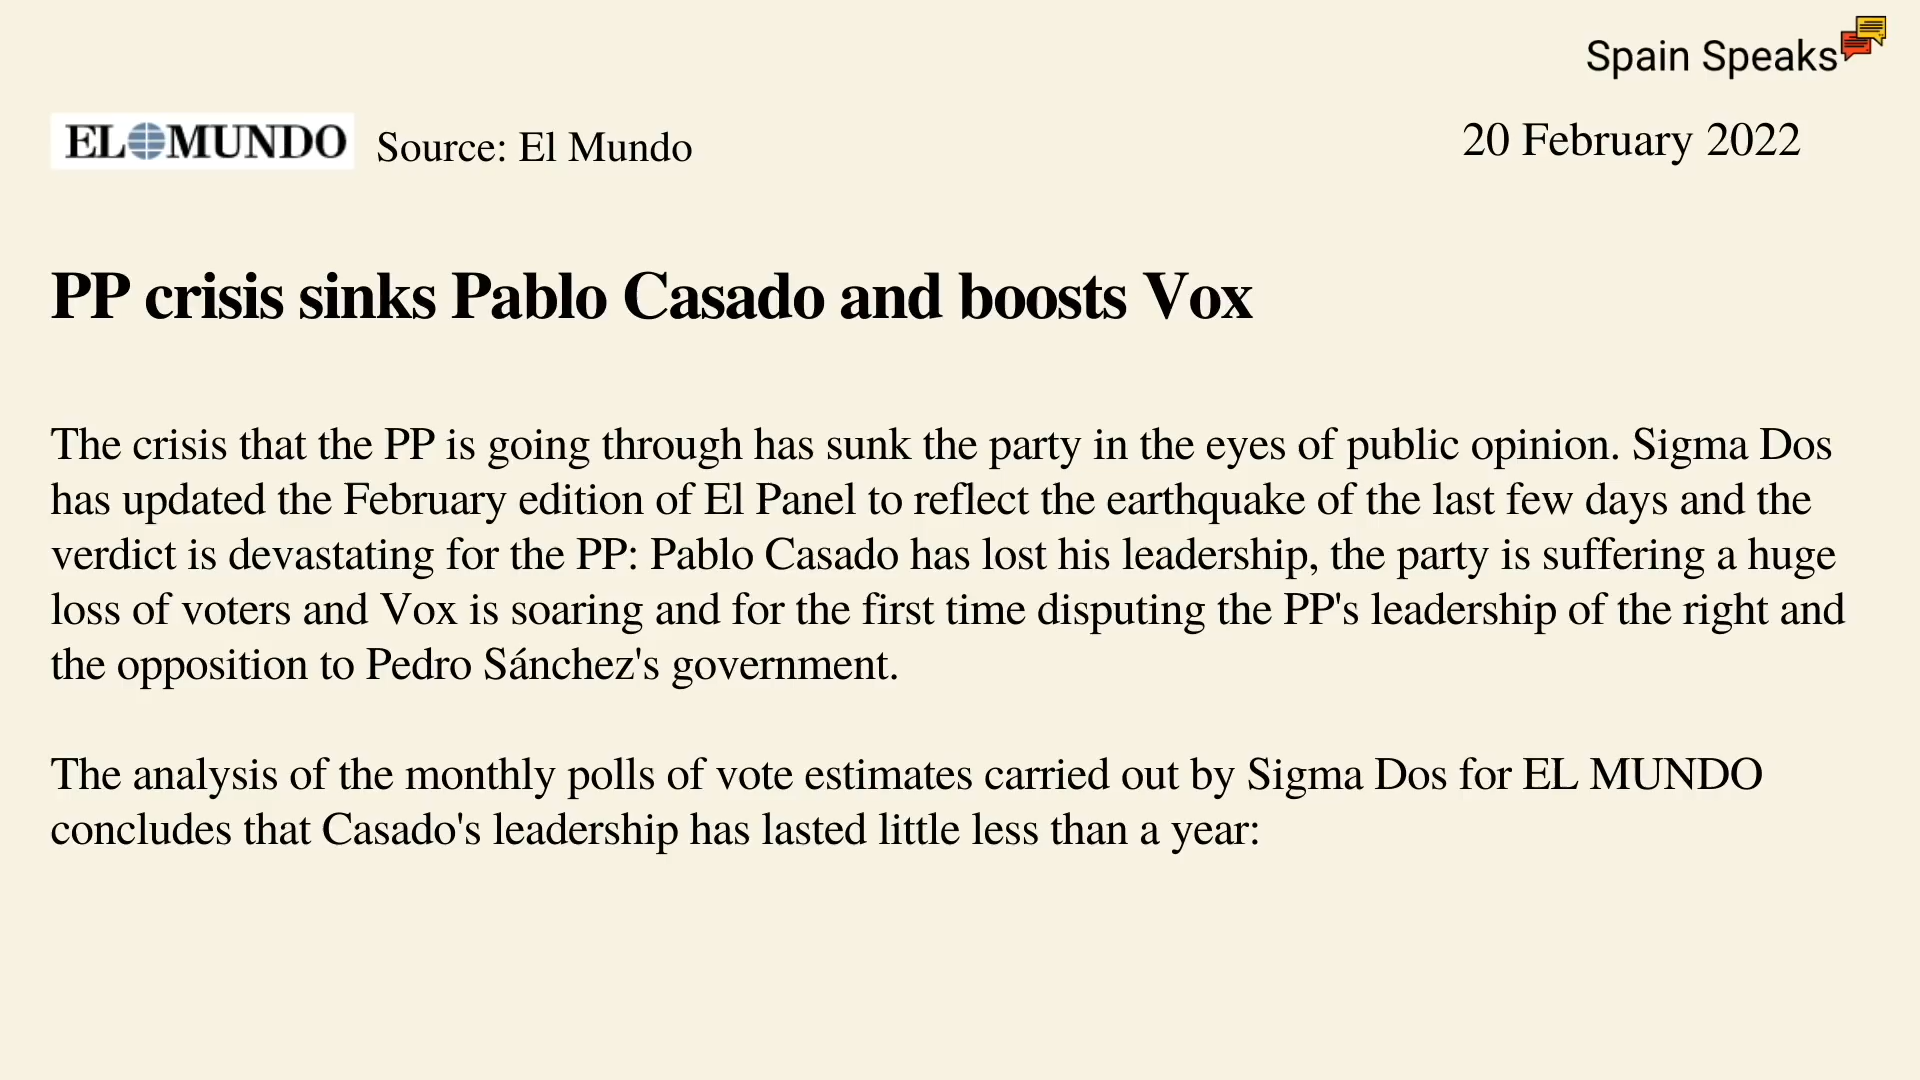 Spain Speaks
EL MUNDO
Source: El Mundo
20 February 2022
PP crisis sinks Pablo Casado and boosts Vox
The crisis that the PP is going through has sunk the party in the eyes of public opinion. Sigma Dos
has updated the February edition of El Panel to reflect the earthquake of the last few days and the
verdict is devastating for the PP: Pablo Casado has lost his leadership, the party is suffering a huge
loss of voters and Vox is soaring and for the first time disputing the PP's leadership of the right and
the opposition to Pedro Sánchez's government.
The analysis of the monthly polls of vote estimates carried out by Sigma Dos for EL MUNDO
concludes that Casado's leadership has lasted little less than a year: